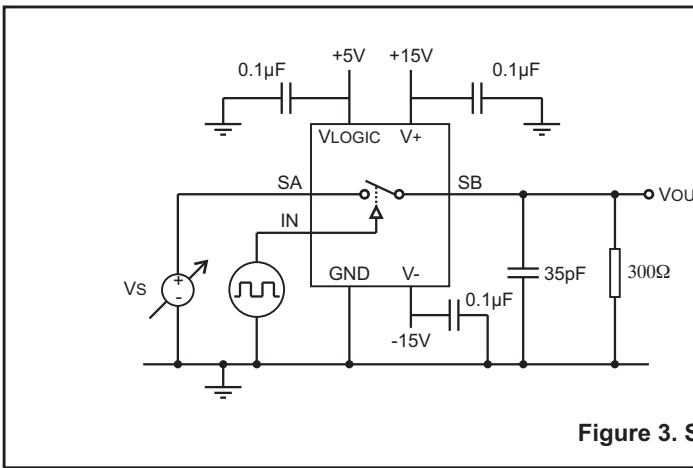 +5V
+15V
0.1µF
0.1µF
VLOGIC
V+
SA
SB
VOU
IN
GND
V-
VS
+
-
35pF
300Ω
0.1µF
-15V
Figure 3. S